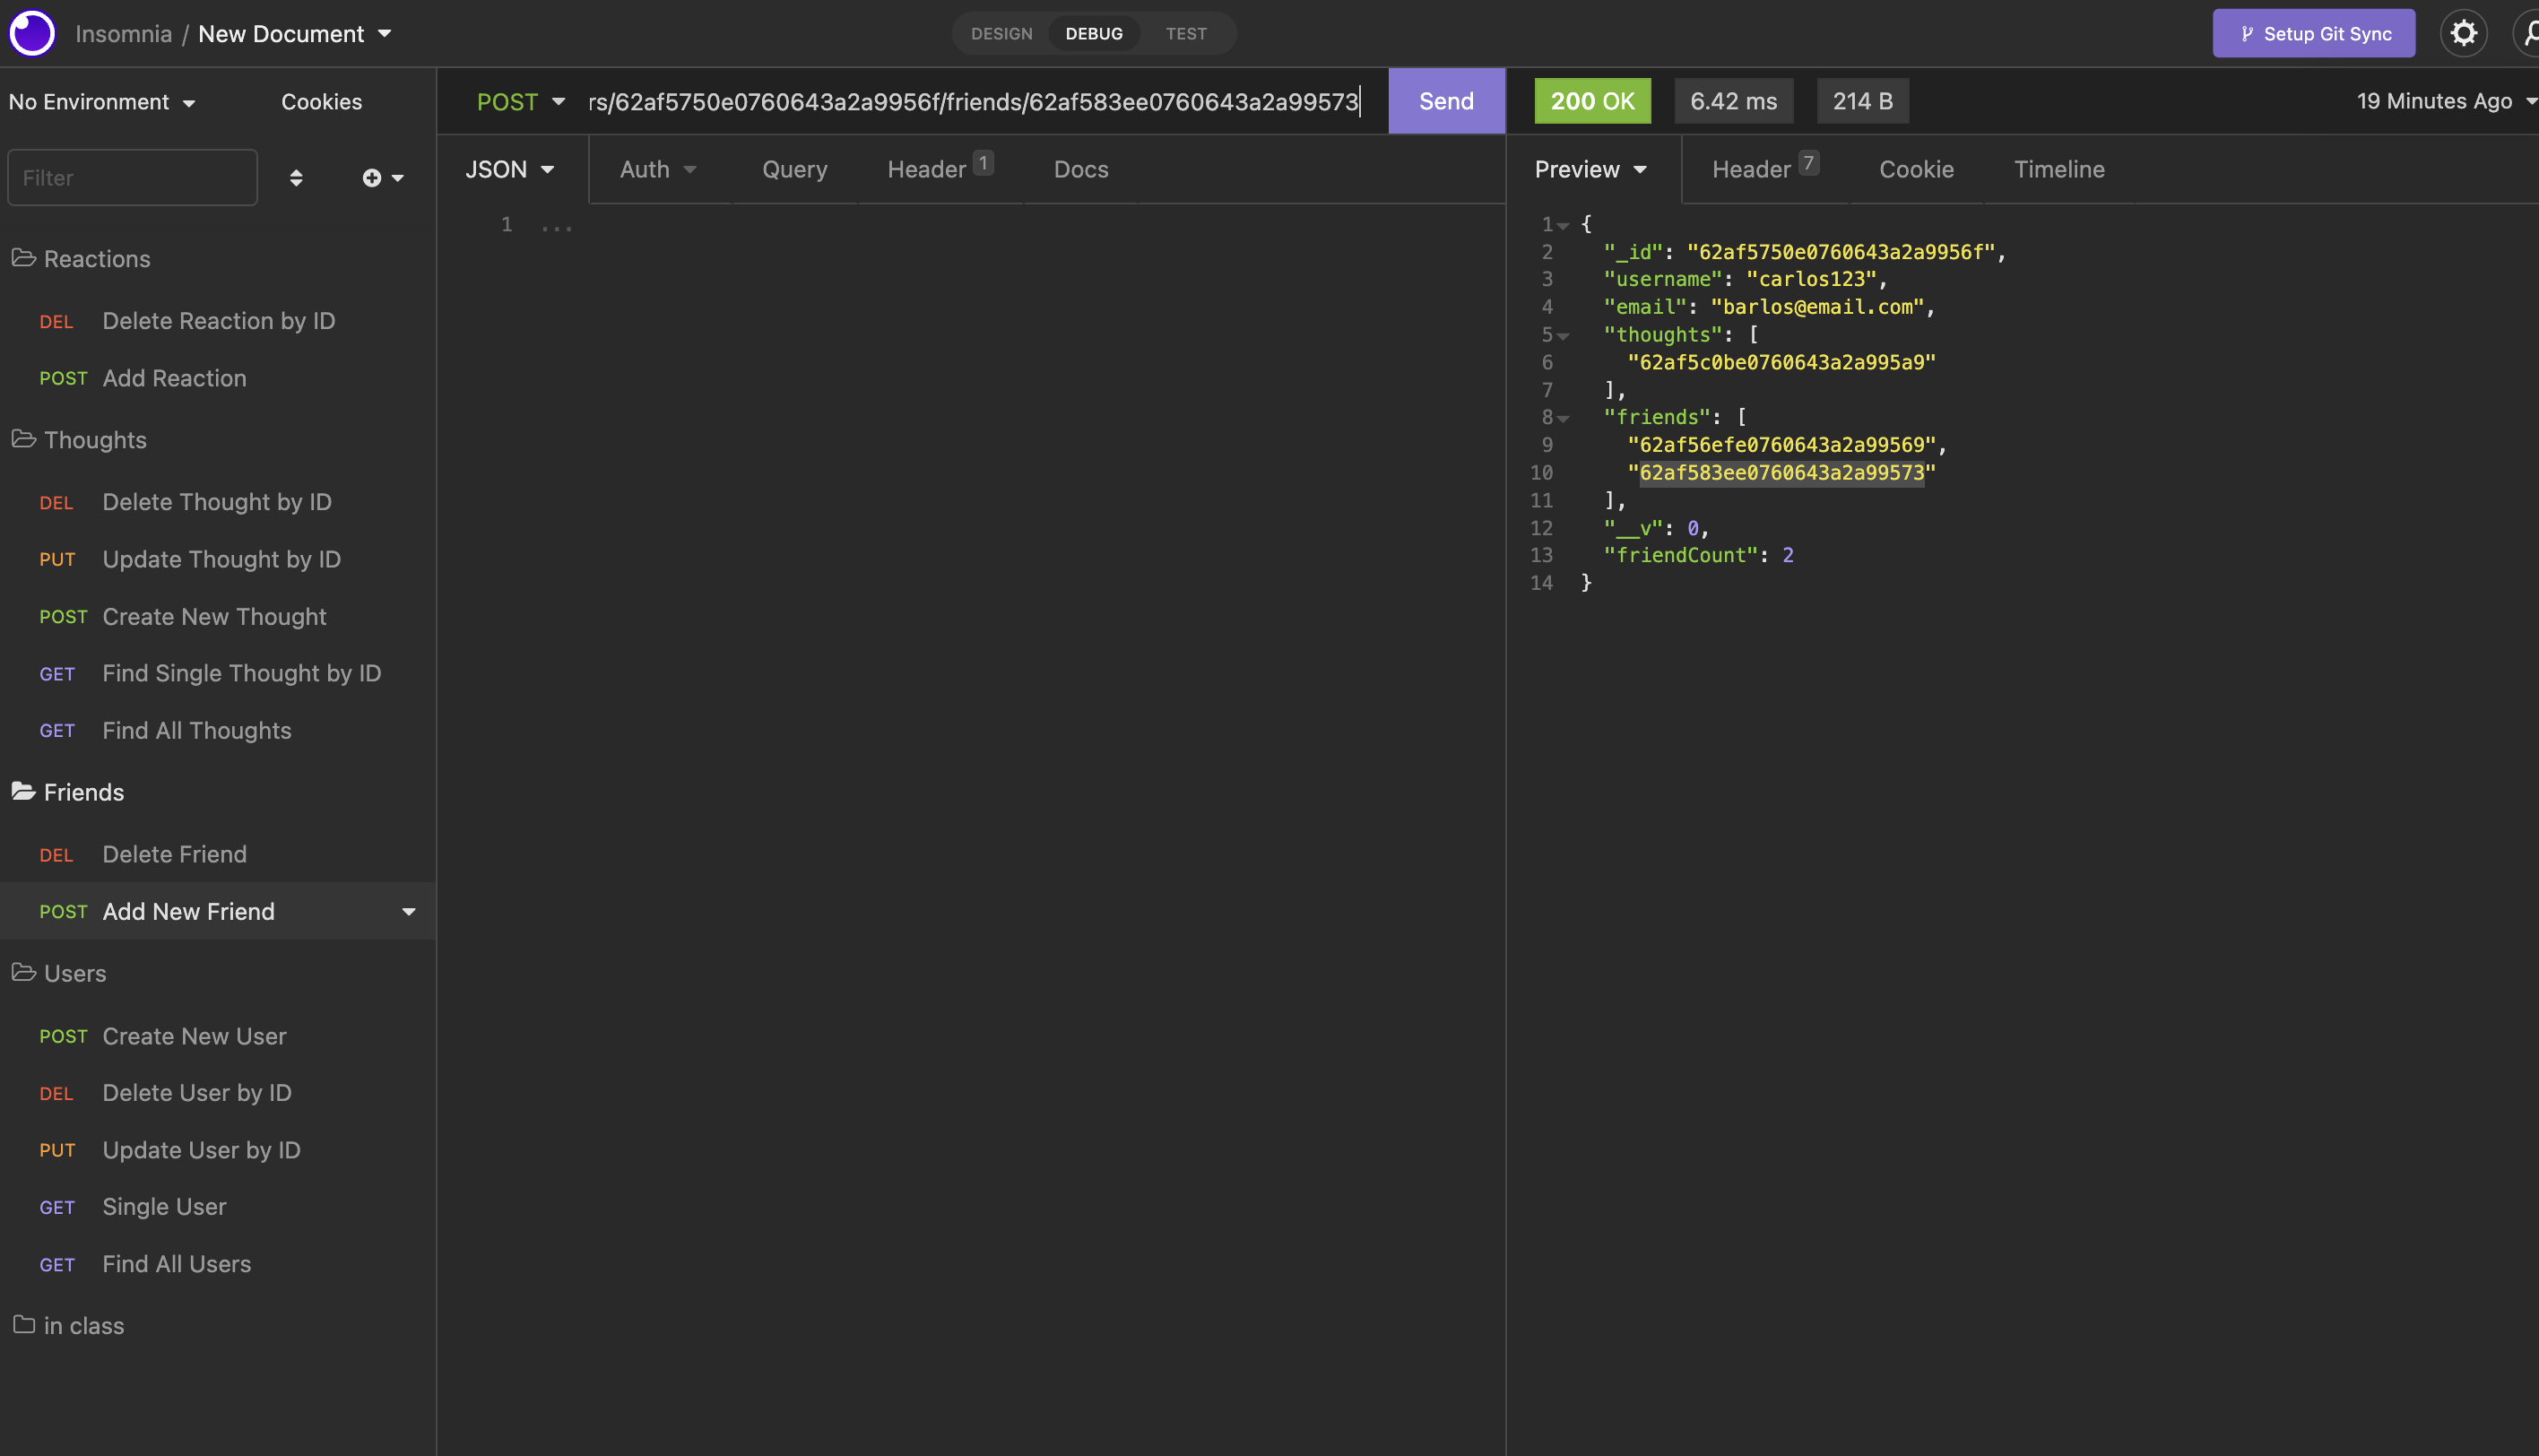 Insomnia / New Document
DESIGN DEBUG TEST
Setup Git Sync
No Environment Cookies
POST rs/62af5750e0760643a2a9956f/friends/62af583ee0760643a2a99573 Send
200 OK 6.42 ms 214 B 19 Minutes Ago
Filter
JSON Auth Query Header 1 Docs
Preview Header 7 Cookie Timeline
1 ...
1 {
2 "_id": "62af5750e0760643a2a9956f",
3 "username": "carlos123",
4 "email": "barlos@email.com",
5 "thoughts": [
6 "62af5c0be0760643a2a995a9"
7 ],
8 "friends": [
9 "62af56efe0760643a2a99569",
10 "62af583ee0760643a2a99573"
11 ],
12 "__v": 0,
13 "friendCount": 2
14 }
Reactions
DEL Delete Reaction by ID
POST Add Reaction
Thoughts
DEL Delete Thought by ID
PUT Update Thought by ID
POST Create New Thought
GET Find Single Thought by ID
GET Find All Thoughts
Friends
DEL Delete Friend
POST Add New Friend
Users
POST Create New User
DEL Delete User by ID
PUT Update User by ID
GET Single User
GET Find All Users
in class